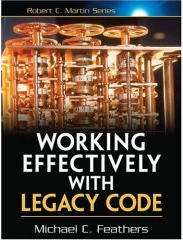 Robert C. Martin Series
WORKING
EFFECTIVELY
WITH
LEGACY CODE
Michael C. Feathers